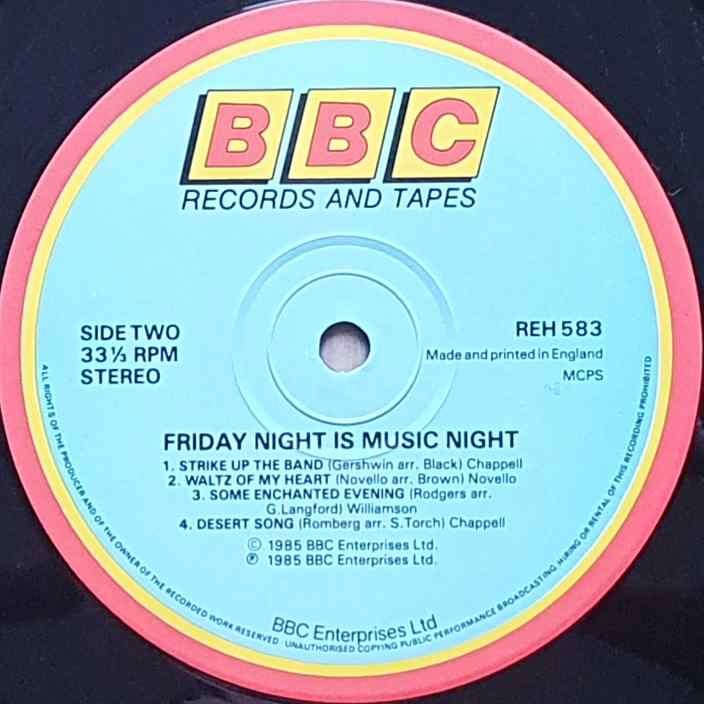 BBC
RECORDS AND TAPES
SIDE TWO
33⅓ RPM
STEREO
REH 583
Made and printed in England
MCPS
FRIDAY NIGHT IS MUSIC NIGHT
1. STRIKE UP THE BAND (Gershwin arr. Black) Chappell
2. WALTZ OF MY HEART (Novello arr. Brown) Novello
3. SOME ENCHANTED EVENING (Rodgers arr.
G.Langford) Williamson
4. DESERT SONG (Romberg arr. S.Torch) Chappell
© 1985 BBC Enterprises Ltd.
℗ 1985 BBC Enterprises Ltd.
BBC Enterprises Ltd
ALL RIGHTS OF THE PRODUCER AND OF THE OWNER OF THE RECORDED WORK RESERVED. UNAUTHORISED COPYING PUBLIC PERFORMANCE BROADCASTING, HIRING OR RENTAL OF THIS RECORDING PROHIBITED